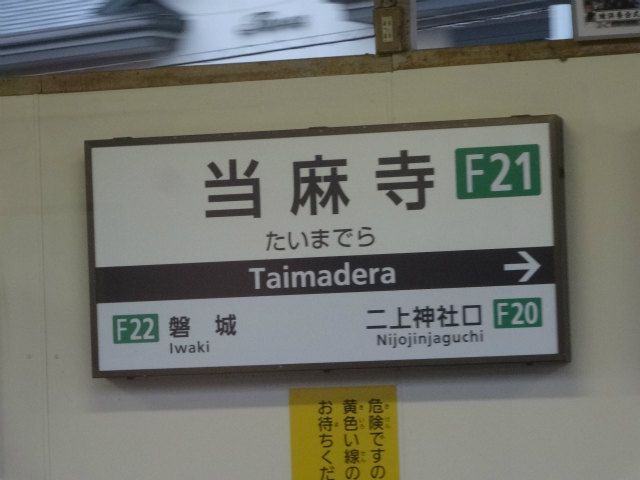 当麻寺 F21
たいまでら
Taimadera →
F22 磐城
Iwaki
二上神社口 F20
Nijojinjaguchi
危険ですの
黄色い線の
お待ちくだ